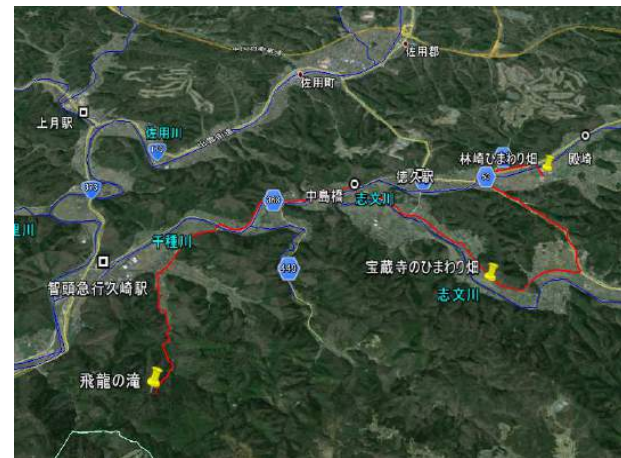 佐用郡
佐用町
上月駅
佐用川
373
林崎ひまわり畑
殿崎
徳久駅
53
中島橋
志文川
368
千種川
宝蔵寺のひまわり畑
志文川
443
智頭急行久崎駅
飛龍の滝